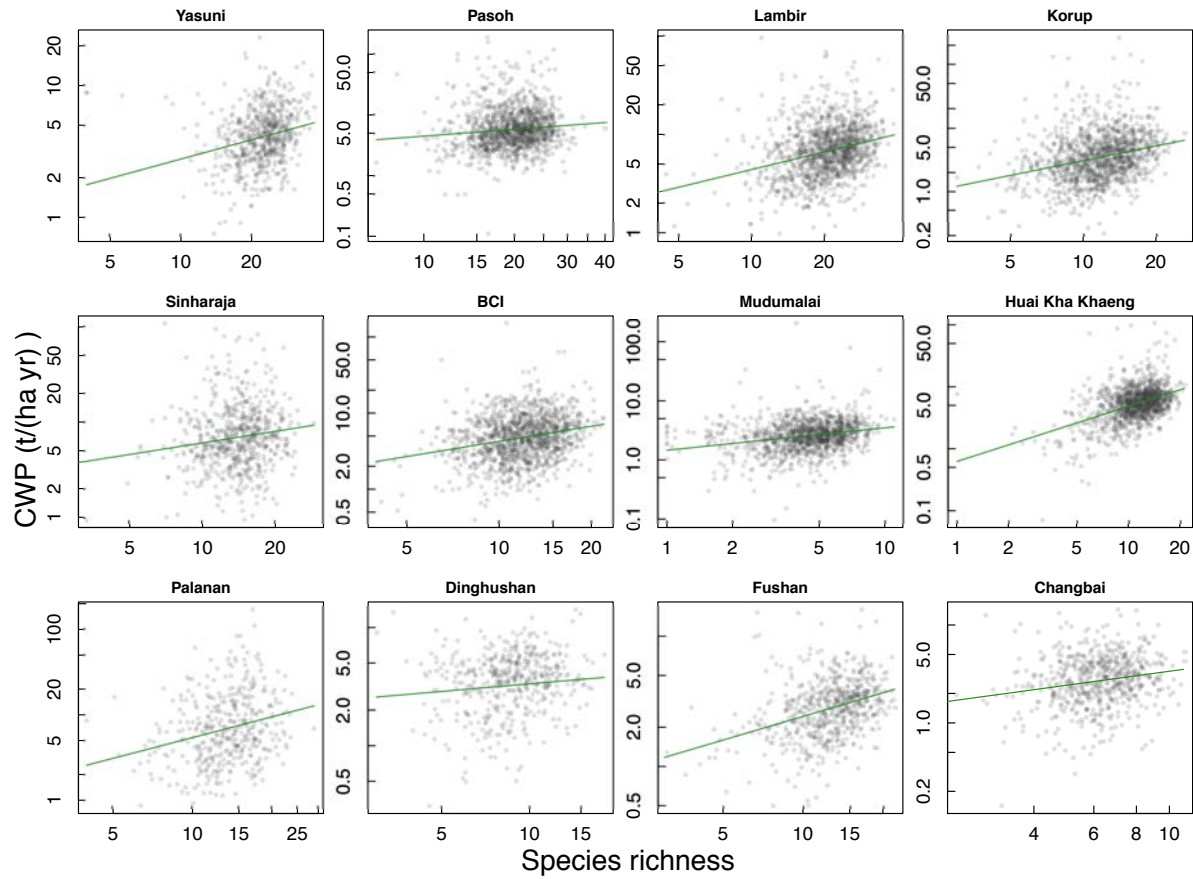 Yasuni Pasoh Lambir Korup
20 10 5 2 1
50.0 5.0 0.5 0.1
50 20 5 2 1
50.0 5.0 1.0 0.2
5 10 20
10 15 20 30 40
5 10 20
5 10 20
Sinharaja BCI Mudumalai Huai Kha Khaeng
CWP (t/(ha yr) )
50 20 10 5 2 1
50.0 10.0 2.0 0.5
100.0 10.0 1.0 0.1
50.0 5.0 0.5 0.1
5 10 20
5 10 15 20
1 2 5 10
1 2 5 10 20
Palanan Dinghushan Fushan Changbai
100 20 10 5 2 1
5.0 2.0 0.5
5.0 2.0 0.5
5.0 1.0 0.2
5 10 15 25
5 10 15
5 10 15
4 6 8 10
Species richness